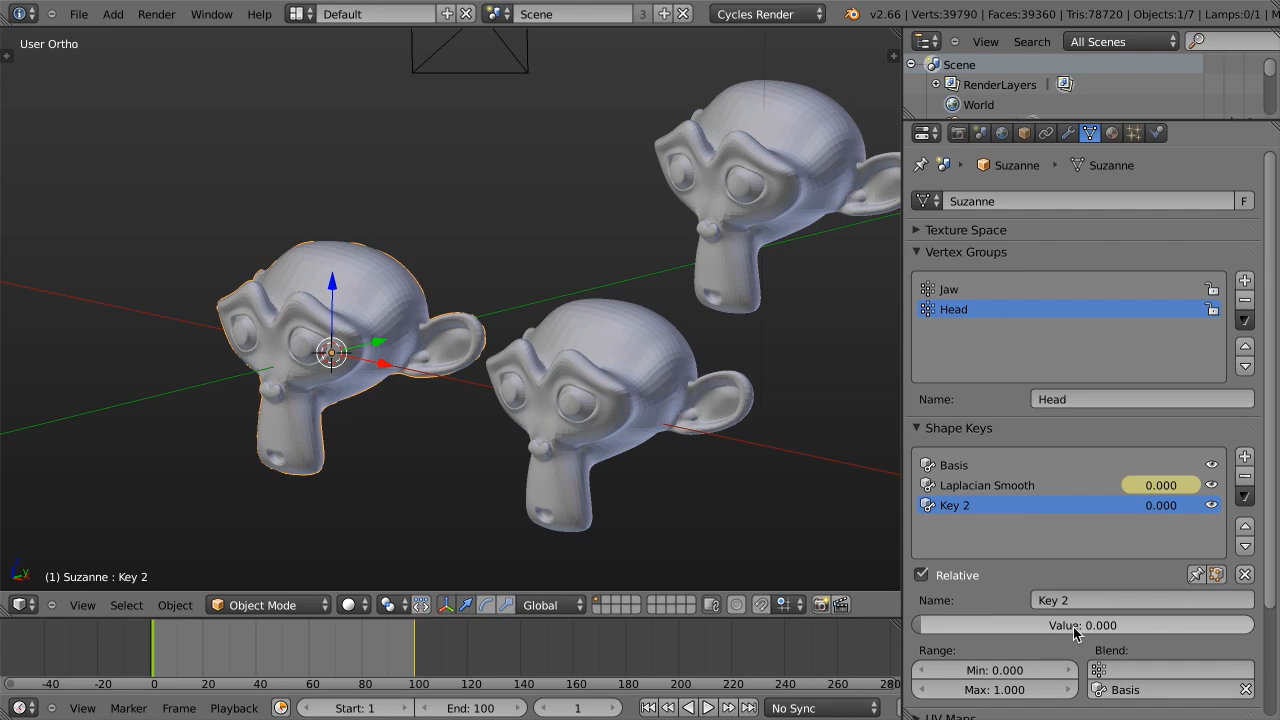 File Add Render Window Help Default Scene 3 Cycles Render v2.66 | Verts:39790 | Faces:39360 | Tris:78720 | Objects:1/7 | Lamps:0/1 |
User Ortho
View Search All Scenes
Scene
RenderLayers |
World
Suzanne Suzanne
Suzanne F
Texture Space
Vertex Groups
Jaw
Head
Name: Head
Shape Keys
Basis
Laplacian Smooth 0.000
Key 2 0.000
Relative
Name: Key 2
Value: 0.000
Range: Blend:
Min: 0.000
Max: 1.000 Basis
UV Maps
(1) Suzanne : Key 2
View Select Object Object Mode Global
-40 -20 0 20 40 60 80 100 120 140 160 180 200 220 240 260 280
View Marker Frame Playback Start: 1 End: 100 1 No Sync